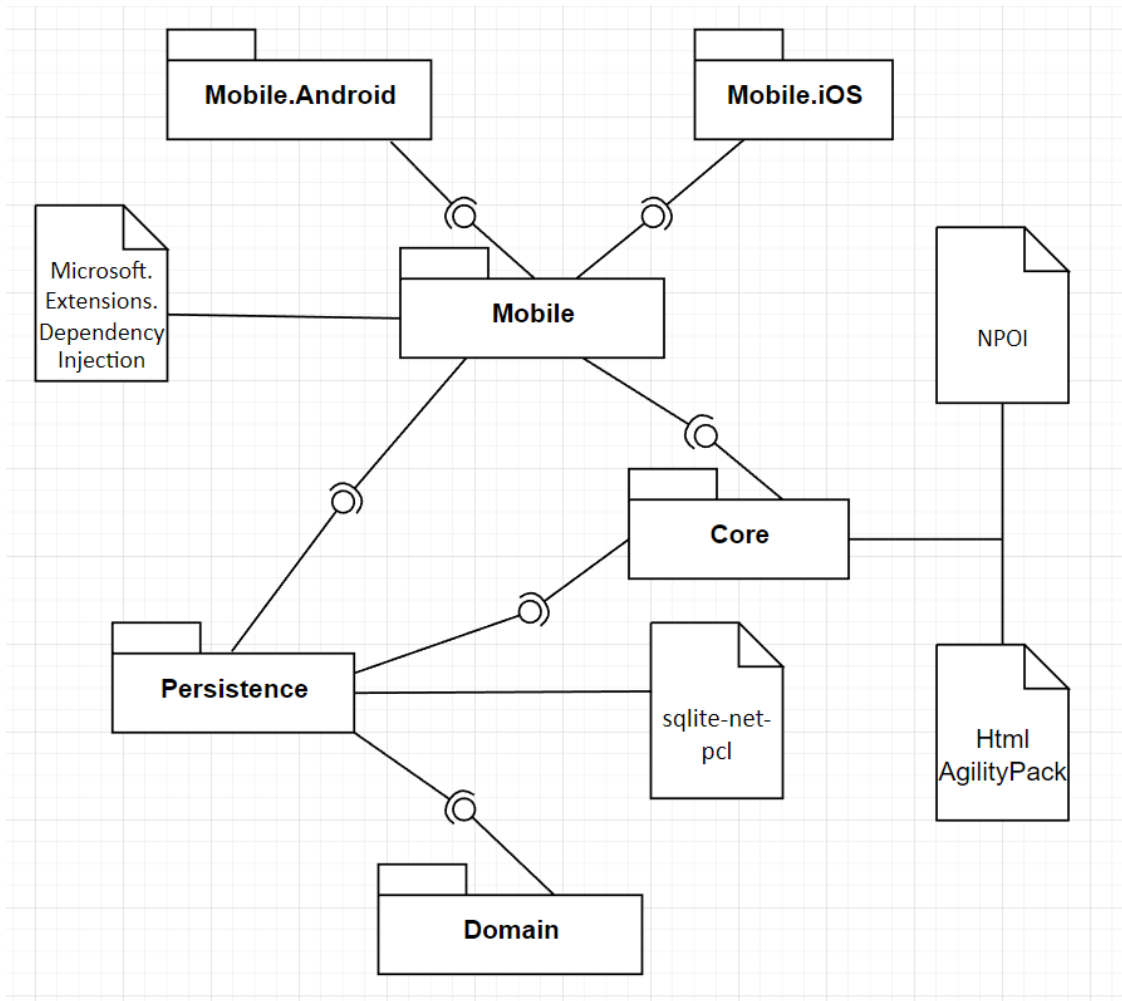 Mobile.Android
Mobile.iOS
Microsoft.
Extensions.
Dependency
Injection
Mobile
NPOI
Core
Persistence
sqlite-net-
pcl
Html
AgilityPack
Domain